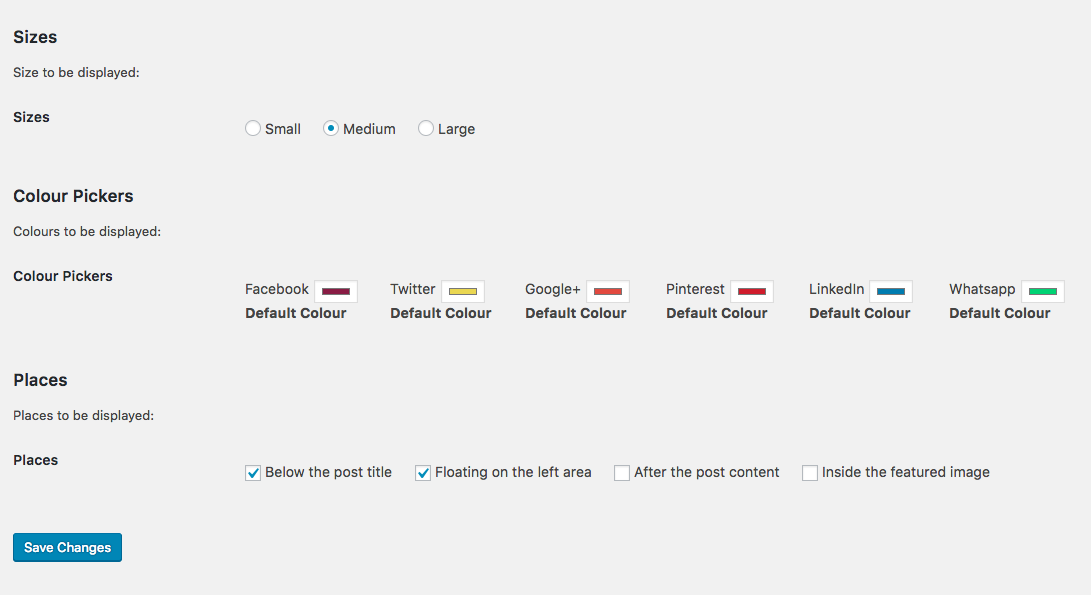 Sizes
Size to be displayed:
Sizes
Small Medium Large
Colour Pickers
Colours to be displayed:
Colour Pickers
Facebook Twitter Google+ Pinterest LinkedIn Whatsapp
Default Colour Default Colour Default Colour Default Colour Default Colour Default Colour
Places
Places to be displayed:
Places
Below the post title Floating on the left area After the post content Inside the featured image
Save Changes